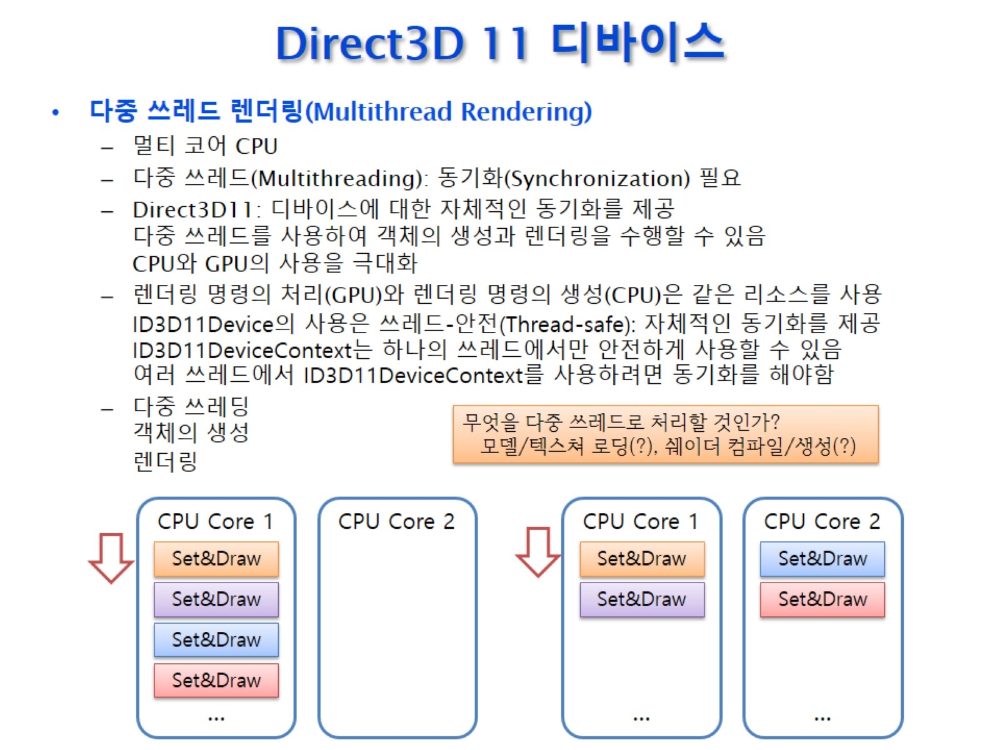 Direct3D 11 디바이스
• 다중 쓰레드 렌더링(Multithread Rendering)
– 멀티 코어 CPU
– 다중 쓰레드(Multithreading): 동기화(Synchronization) 필요
– Direct3D11: 디바이스에 대한 자체적인 동기화를 제공
다중 쓰레드를 사용하여 객체의 생성과 렌더링을 수행할 수 있음
CPU와 GPU의 사용을 극대화
– 렌더링 명령의 처리(GPU)와 렌더링 명령의 생성(CPU)은 같은 리소스를 사용
ID3D11Device의 사용은 쓰레드-안전(Thread-safe): 자체적인 동기화를 제공
ID3D11DeviceContext는 하나의 쓰레드에서만 안전하게 사용할 수 있음
여러 쓰레드에서 ID3D11DeviceContext를 사용하려면 동기화를 해야함
– 다중 쓰레딩
객체의 생성
렌더링
무엇을 다중 쓰레드로 처리할 것인가?
모델/텍스쳐 로딩(?), 쉐이더 컴파일/생성(?)
CPU Core 1
Set&Draw
Set&Draw
Set&Draw
Set&Draw
...
CPU Core 2
CPU Core 1
Set&Draw
Set&Draw
...
CPU Core 2
Set&Draw
Set&Draw
...